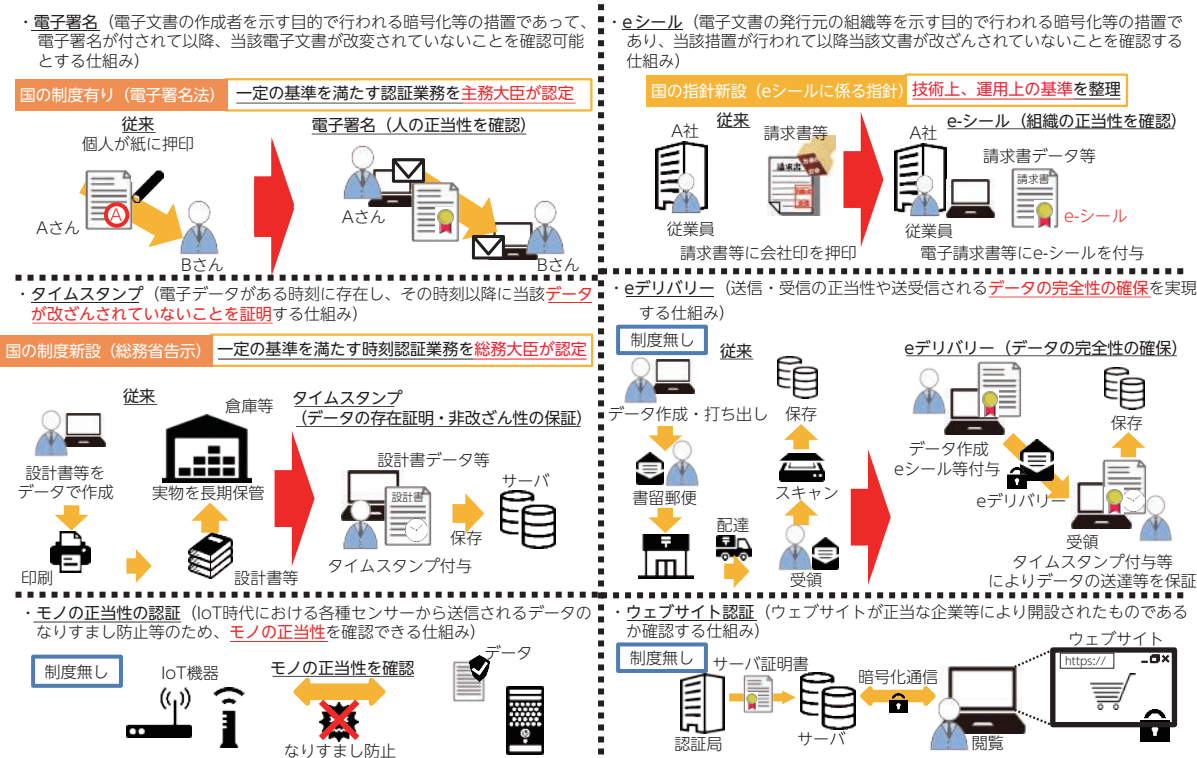 ・電子署名（電子文書の作成者を示す目的で行われる暗号化等の措置であって、
電子署名が付されて以降、当該電子文書が改変されていないことを確認可能
とする仕組み）
国の制度有り（電子署名法）
一定の基準を満たす認証業務を主務大臣が認定
従来
個人が紙に押印
電子署名（人の正当性を確認）
A
Aさん
Bさん
Aさん
Bさん
・eシール（電子文書の発行元の組織等を示す目的で行われる暗号化等の措置で
あり、当該措置が行われて以降当該文書が改ざんされていないことを確認する
仕組み）
国の指針新設（eシールに係る指針）
技術上、運用上の基準を整理
従来
A社
請求書等
請求書
従業員
請求書等に会社印を押印
e-シール（組織の正当性を確認）
A社
請求書データ等
請求書
e-シール
従業員
電子請求書等にe-シールを付与
・タイムスタンプ（電子データがある時刻に存在し、その時刻以降に当該データ
が改ざんされていないことを証明する仕組み）
国の制度新設（総務省告示）
一定の基準を満たす時刻認証業務を総務大臣が認定
従来
倉庫等
設計書等を
データで作成
実物を長期保管
印刷
設計書等
タイムスタンプ
（データの存在証明・非改ざん性の保証）
設計書データ等
設計書
サーバ
保存
タイムスタンプ付与
・eデリバリー（送信・受信の正当性や送受信されるデータの完全性の確保を実現
する仕組み）
制度無し
従来
データ作成・打ち出し
保存
書留郵便
スキャン
配達
受領
eデリバリー（データの完全性の確保）
保存
データ作成
eシール等付与
eデリバリー
受領
タイムスタンプ付与等
によりデータの送達等を保証
・モノの正当性の認証（IoT時代における各種センサーから送信されるデータの
なりすまし防止等のため、モノの正当性を確認できる仕組み）
制度無し
IoT機器
モノの正当性を確認
データ
なりすまし防止
・ウェブサイト認証（ウェブサイトが正当な企業等により開設されたものである
か確認する仕組み）
制度無し
サーバ証明書
暗号化通信
ウェブサイト
https://
認証局
サーバ
閲覧